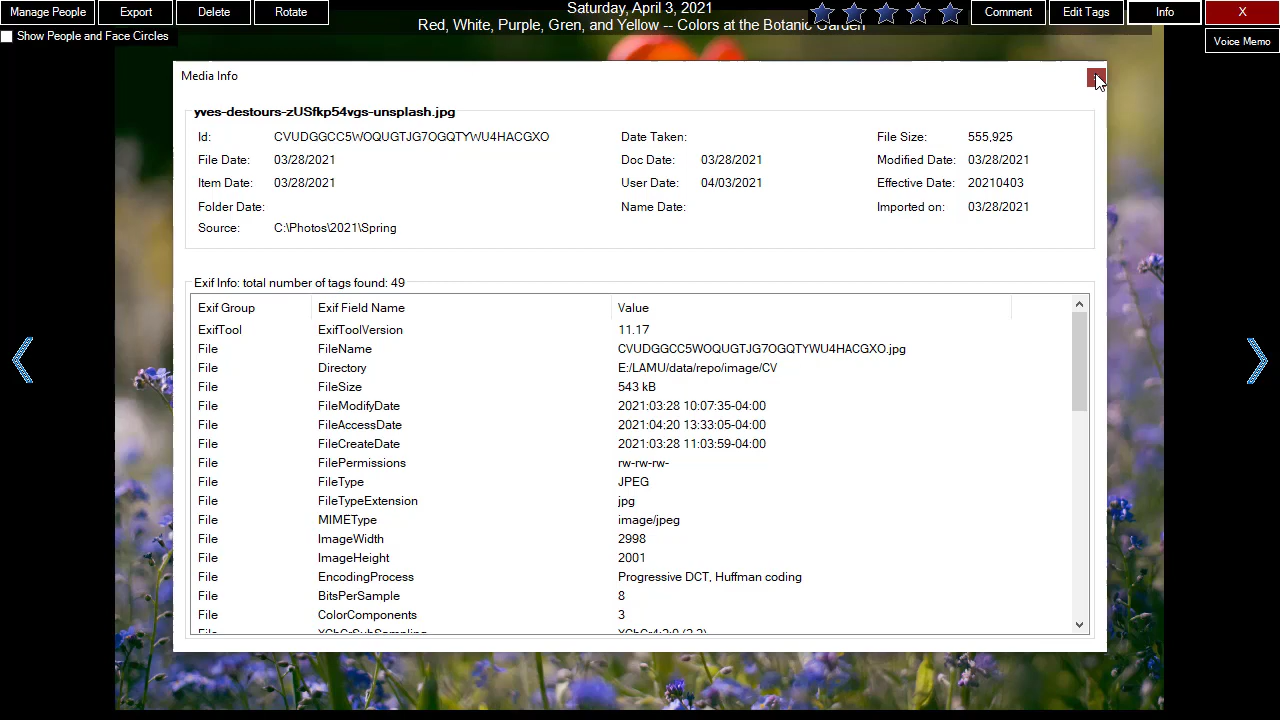 Manage People Export Delete Rotate Saturday, April 3, 2021 Comment Edit Tags Info X
Red, White, Purple, Gren, and Yellow -- Colors at the Botanic Garden
Show People and Face Circles Voice Memo
Media Info
yves-destours-zUSfkp54vgs-unsplash.jpg
Id: CVUDGGCC5WOQUGTJG7OGQTYWU4HACGXO Date Taken: File Size: 555,925
File Date: 03/28/2021 Doc Date: 03/28/2021 Modified Date: 03/28/2021
Item Date: 03/28/2021 User Date: 04/03/2021 Effective Date: 20210403
Folder Date: Name Date: Imported on: 03/28/2021
Source: C:\Photos\2021\Spring
Exif Info: total number of tags found: 49
Exif Group Exif Field Name Value
ExifTool ExifToolVersion 11.17
File FileName CVUDGGCC5WOQUGTJG7OGQTYWU4HACGXO.jpg
File Directory E:/LAMU/data/repo/image/CV
File FileSize 543 kB
File FileModifyDate 2021:03:28 10:07:35-04:00
File FileAccessDate 2021:04:20 13:33:05-04:00
File FileCreateDate 2021:03:28 11:03:59-04:00
File FilePermissions rw-rw-rw-
File FileType JPEG
File FileTypeExtension jpg
File MIMEType image/jpeg
File ImageWidth 2998
File ImageHeight 2001
File EncodingProcess Progressive DCT, Huffman coding
File BitsPerSample 8
File ColorComponents 3
File YCbCrSubSampling YCbCr4:2:0 (2 2)